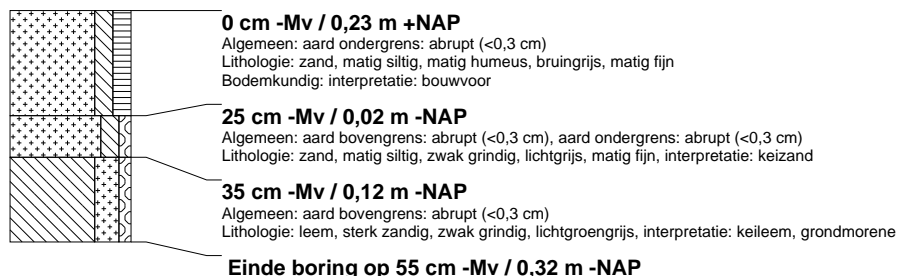 0 cm -Mv / 0,23 m +NAP
Algemeen: aard ondergrens: abrupt (<0,3 cm)
Lithologie: zand, matig siltig, matig humeus, bruingrijs, matig fijn
Bodemkundig: interpretatie: bouwvoor
25 cm -Mv / 0,02 m -NAP
Algemeen: aard bovengrens: abrupt (<0,3 cm), aard ondergrens: abrupt (<0,3 cm)
Lithologie: zand, matig siltig, zwak grindig, lichtgrijs, matig fijn, interpretatie: keizand
35 cm -Mv / 0,12 m -NAP
Algemeen: aard bovengrens: abrupt (<0,3 cm)
Lithologie: leem, sterk zandig, zwak grindig, lichtgroengrijs, interpretatie: keileem, grondmorene
Einde boring op 55 cm -Mv / 0,32 m -NAP